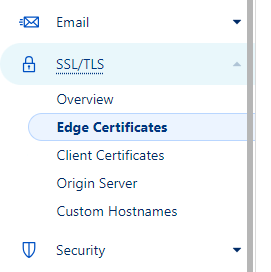 Email
SSL/TLS
Overview
Edge Certificates
Client Certificates
Origin Server
Custom Hostnames
Security